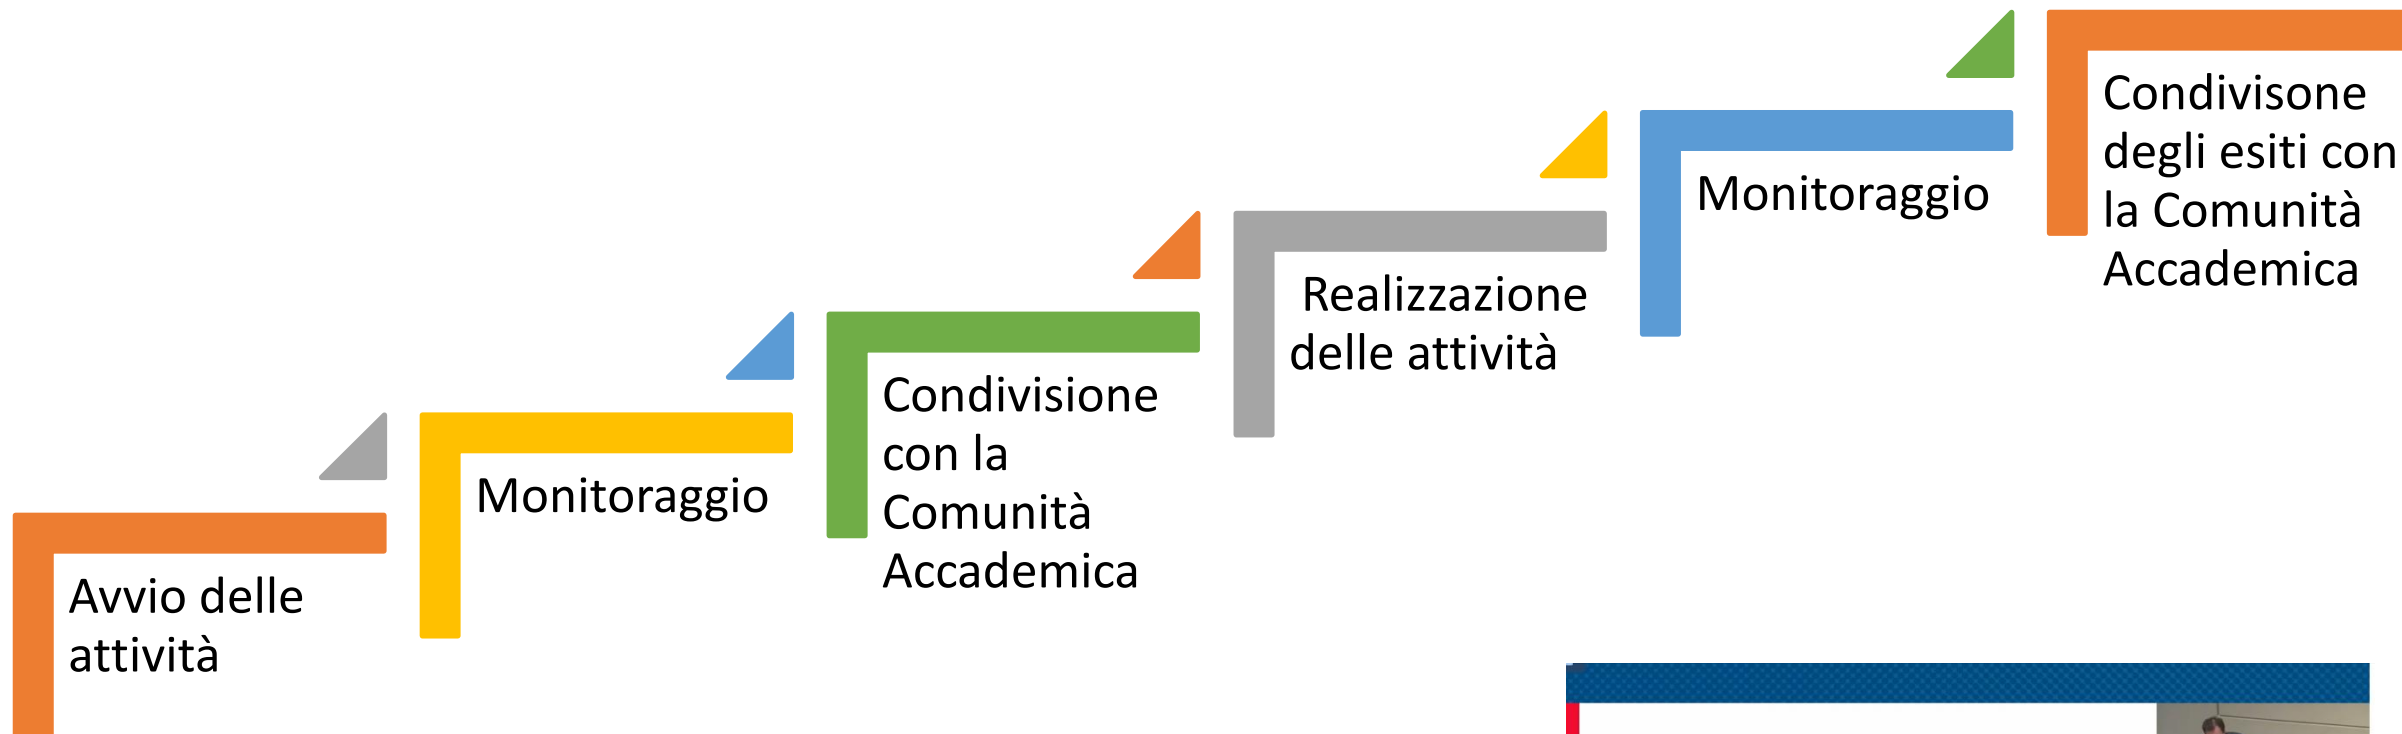 Avvio delle
attività
Monitoraggio
Condivisione
con la
Comunità
Accademica
Realizzazione
delle attività
Monitoraggio
Condivisone
degli esiti con
la Comunità
Accademica